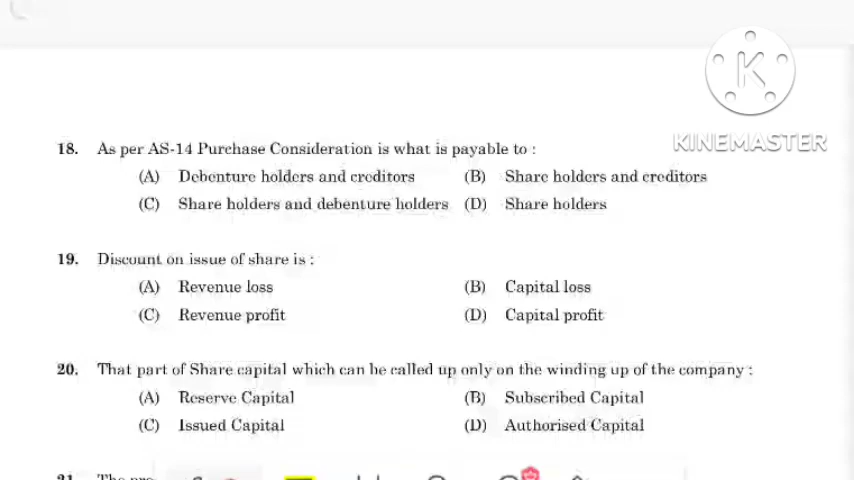 KINEMASTER
18. As per AS-14 Purchase Consideration is what is payable to :
(A) Debenture holders and creditors (B) Share holders and creditors
(C) Share holders and debenture holders (D) Share holders
19. Discount on issue of share is :
(A) Revenue loss (B) Capital loss
(C) Revenue profit (D) Capital profit
20. That part of Share capital which can be called up only on the winding up of the company :
(A) Reserve Capital (B) Subscribed Capital
(C) Issued Capital (D) Authorised Capital
21. The